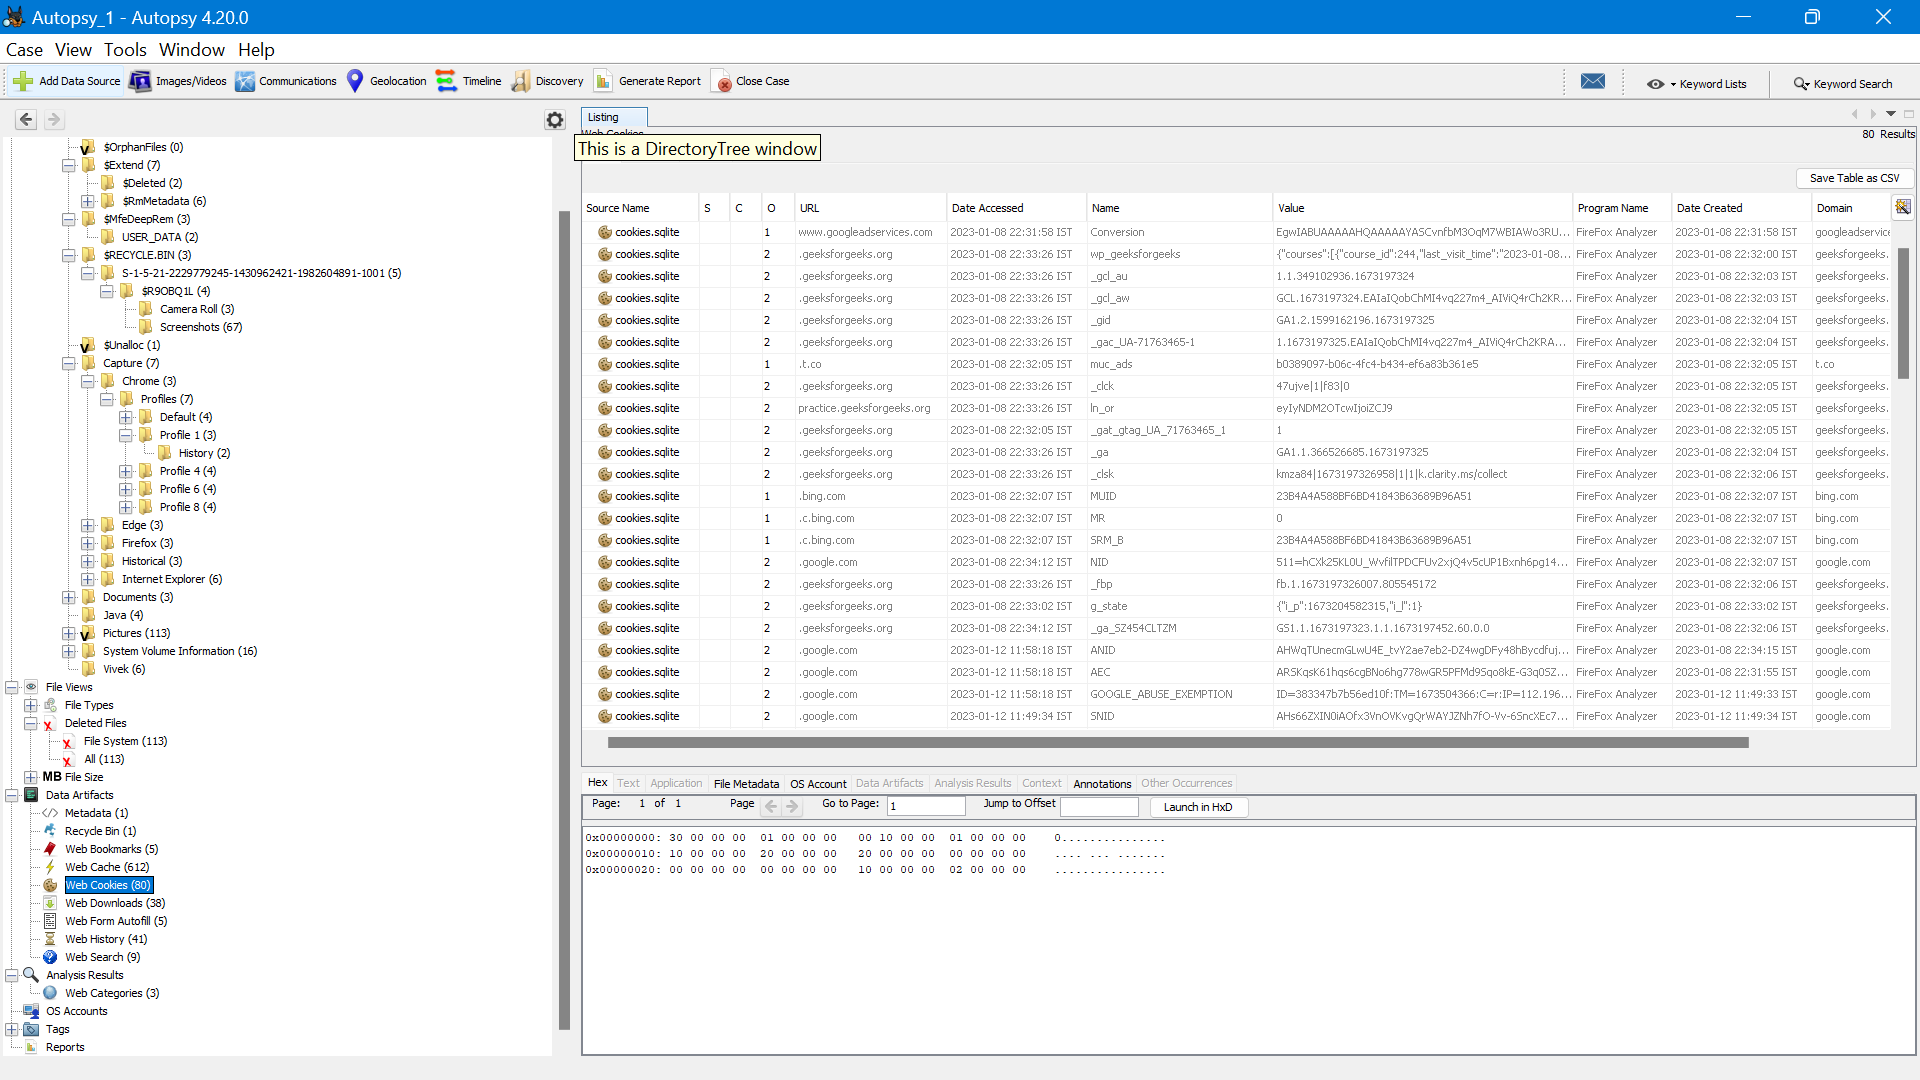 Autopsy_1 - Autopsy 4.20.0
Case View Tools Window Help
Add Data Source Images/Videos Communications Geolocation Timeline Discovery Generate Report Close Case Keyword Lists Keyword Search
Listing
This is a DirectoryTree window
80 Results
Save Table as CSV
$OrphanFiles (0)
$Extend (7)
$Deleted (2)
$RmMetadata (6)
$MfeDeepRem (3)
USER_DATA (2)
$RECYCLE.BIN (3)
S-1-5-21-2229779245-1430962421-1982604891-1001 (5)
$R9OBQ1L (4)
Camera Roll (3)
Screenshots (67)
$Unalloc (1)
Capture (7)
Chrome (3)
Profiles (7)
Default (4)
Profile 1 (3)
History (2)
Profile 4 (4)
Profile 6 (4)
Profile 8 (4)
Edge (3)
Firefox (3)
Historical (3)
Internet Explorer (6)
Documents (3)
Java (4)
Pictures (113)
System Volume Information (16)
Vivek (6)
File Views
File Types
Deleted Files
File System (113)
All (113)
MB File Size
Data Artifacts
Metadata (1)
Recycle Bin (1)
Web Bookmarks (5)
Web Cache (612)
Web Cookies (80)
Web Downloads (38)
Web Form Autofill (5)
Web History (41)
Web Search (9)
Analysis Results
Web Categories (3)
OS Accounts
Tags
Reports
Source Name S C O URL Date Accessed Name Value Program Name Date Created Domain
cookies.sqlite 1 www.googleadservices.com 2023-01-08 22:31:58 IST Conversion EgwIABUAAAAAHQAAAAAYASCvnfbM3OqM7WBIAWo3RU... FireFox Analyzer 2023-01-08 22:31:58 IST googleadservice
cookies.sqlite 2 .geeksforgeeks.org 2023-01-08 22:33:26 IST wp_geeksforgeeks {"courses":[{"course_id":244,"last_visit_time":"2023-01-08... FireFox Analyzer 2023-01-08 22:32:00 IST geeksforgeeks.
cookies.sqlite 2 .geeksforgeeks.org 2023-01-08 22:33:26 IST _gcl_au 1.1.349102936.1673197324 FireFox Analyzer 2023-01-08 22:32:03 IST geeksforgeeks.
cookies.sqlite 2 .geeksforgeeks.org 2023-01-08 22:33:26 IST _gcl_aw GCL.1673197324.EAIaIQobChMI4vq227m4_AIViQ4rCh2KR... FireFox Analyzer 2023-01-08 22:32:03 IST geeksforgeeks.
cookies.sqlite 2 .geeksforgeeks.org 2023-01-08 22:33:26 IST _gid GA1.2.1599162196.1673197325 FireFox Analyzer 2023-01-08 22:32:04 IST geeksforgeeks.
cookies.sqlite 2 .geeksforgeeks.org 2023-01-08 22:33:26 IST _gac_UA-71763465-1 1.1673197325.EAIaIQobChMI4vq227m4_AIViQ4rCh2KRA... FireFox Analyzer 2023-01-08 22:32:04 IST geeksforgeeks.
cookies.sqlite 1 .t.co 2023-01-08 22:32:05 IST muc_ads b0389097-b06c-4fc4-b434-ef6a83b361e5 FireFox Analyzer 2023-01-08 22:32:05 IST t.co
cookies.sqlite 2 .geeksforgeeks.org 2023-01-08 22:33:26 IST _clck 47ujve|1|f83|0 FireFox Analyzer 2023-01-08 22:32:05 IST geeksforgeeks.
cookies.sqlite 2 practice.geeksforgeeks.org 2023-01-08 22:33:26 IST ln_or eyIyNDM2OTcwIjoiZCJ9 FireFox Analyzer 2023-01-08 22:32:05 IST geeksforgeeks.
cookies.sqlite 2 .geeksforgeeks.org 2023-01-08 22:32:05 IST _gat_gtag_UA_71763465_1 1 FireFox Analyzer 2023-01-08 22:32:05 IST geeksforgeeks.
cookies.sqlite 2 .geeksforgeeks.org 2023-01-08 22:33:26 IST _ga GA1.1.366526685.1673197325 FireFox Analyzer 2023-01-08 22:32:04 IST geeksforgeeks.
cookies.sqlite 2 .geeksforgeeks.org 2023-01-08 22:33:26 IST _clsk kmza84|1673197326958|1|1|k.clarity.ms/collect FireFox Analyzer 2023-01-08 22:32:06 IST geeksforgeeks.
cookies.sqlite 1 .bing.com 2023-01-08 22:32:07 IST MUID 23B4A4A588BF6BD41843B63689B96A51 FireFox Analyzer 2023-01-08 22:32:07 IST bing.com
cookies.sqlite 1 .c.bing.com 2023-01-08 22:32:07 IST MR 0 FireFox Analyzer 2023-01-08 22:32:07 IST bing.com
cookies.sqlite 1 .c.bing.com 2023-01-08 22:32:07 IST SRM_B 23B4A4A588BF6BD41843B63689B96A51 FireFox Analyzer 2023-01-08 22:32:07 IST bing.com
cookies.sqlite 2 .google.com 2023-01-08 22:34:12 IST NID 511=hCXk25KL0U_WvfilTPDCFUv2xjQ4v5cUP1Bxnh6pg14... FireFox Analyzer 2023-01-08 22:32:07 IST google.com
cookies.sqlite 2 .geeksforgeeks.org 2023-01-08 22:33:26 IST _fbp fb.1.1673197326007.805545172 FireFox Analyzer 2023-01-08 22:32:06 IST geeksforgeeks.
cookies.sqlite 2 .geeksforgeeks.org 2023-01-08 22:33:02 IST g_state {"i_p":1673204582315,"i_l":1} FireFox Analyzer 2023-01-08 22:33:02 IST geeksforgeeks.
cookies.sqlite 2 .geeksforgeeks.org 2023-01-08 22:34:12 IST _ga_SZ454CLTZM GS1.1.1673197323.1.1.1673197452.60.0.0 FireFox Analyzer 2023-01-08 22:32:06 IST geeksforgeeks.
cookies.sqlite 2 .google.com 2023-01-12 11:58:18 IST ANID AHWqTUnecmGLwU4E_tvY2ae7eb2-DZ4wgDFy48hBycdfuj... FireFox Analyzer 2023-01-08 22:34:15 IST google.com
cookies.sqlite 2 .google.com 2023-01-12 11:58:18 IST AEC ARSKqsK61hqs6cgBNo6hg778wGR5PFMd95qo8kE-G3q0SZ... FireFox Analyzer 2023-01-08 22:31:55 IST google.com
cookies.sqlite 2 .google.com 2023-01-12 11:58:18 IST GOOGLE_ABUSE_EXEMPTION ID=383347b7b56ed10f:TM=1673504366:C=r:IP=112.196... FireFox Analyzer 2023-01-12 11:49:33 IST google.com
cookies.sqlite 2 .google.com 2023-01-12 11:49:34 IST SNID AHs66ZXIN0iAOfx3VnOVKvgQrWAYJZNh7fO-Vv-6SncXEc7... FireFox Analyzer 2023-01-12 11:49:34 IST google.com
Hex Text Application File Metadata OS Account Data Artifacts Analysis Results Context Annotations Other Occurrences
Page: 1 of 1 Page Go to Page: 1 Jump to Offset Launch in HxD
0x00000000: 30 00 00 00 01 00 00 00 00 10 00 00 01 00 00 00 0...............
0x00000010: 10 00 00 00 20 00 00 00 20 00 00 00 00 00 00 00 .... ... .......
0x00000020: 00 00 00 00 00 00 00 00 10 00 00 00 02 00 00 00 ................